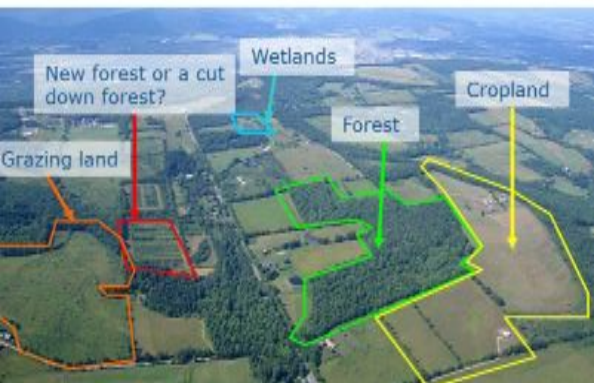 Wetlands
New forest or a cut
down forest?
Cropland
Forest
Grazing land